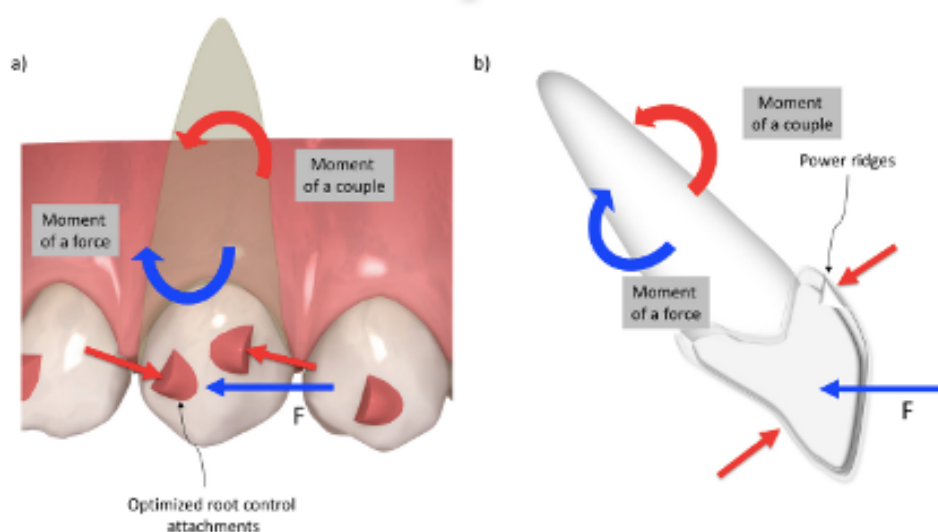 a)
Moment
of a couple
Moment
of a force
F
Optimized root control
attachments
b)
Moment
of a couple
Power ridges
Moment
of a force
F